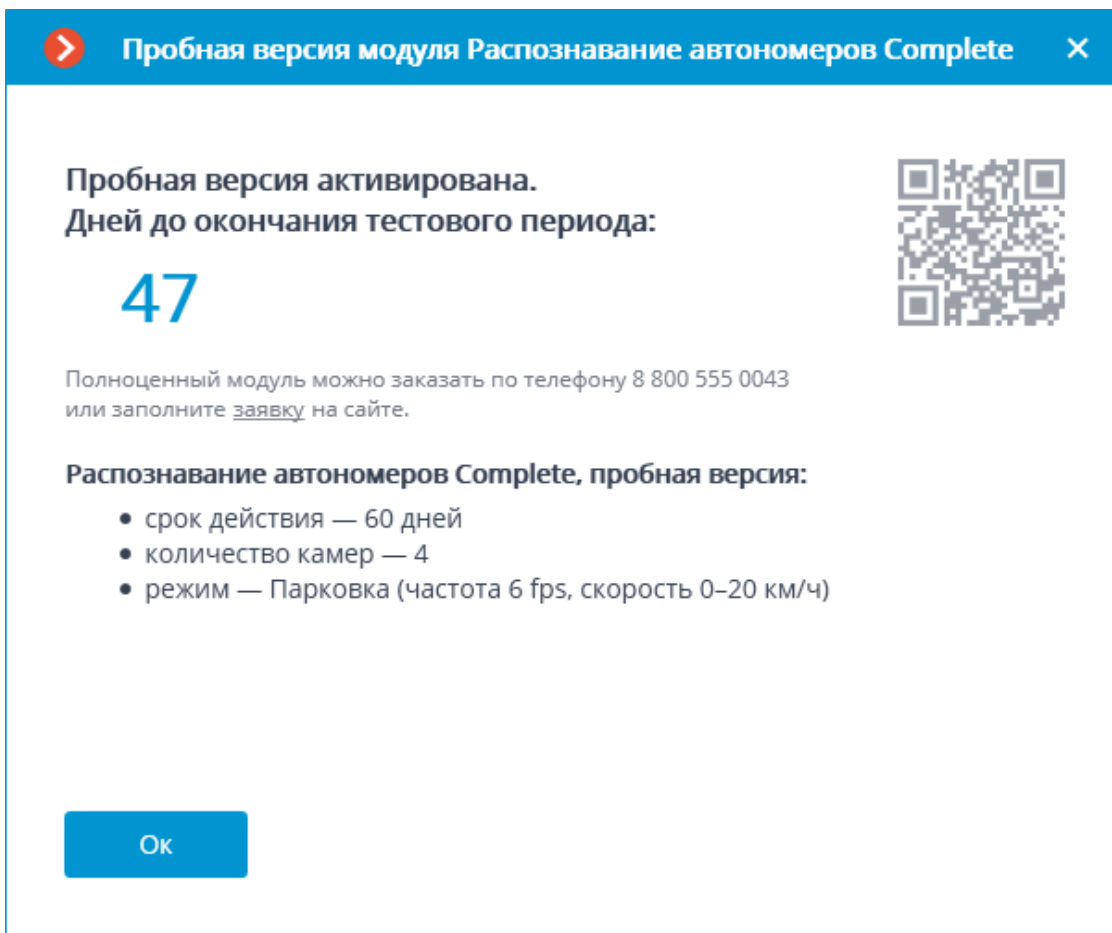 Пробная версия модуля Распознавание автономеров Complete
Пробная версия активирована.
Дней до окончания тестового периода:
47
Полноценный модуль можно заказать по телефону 8 800 555 0043
или заполните заявку на сайте.
Распознавание автономеров Complete, пробная версия:
• срок действия — 60 дней
• количество камер — 4
• режим — Парковка (частота 6 fps, скорость 0–20 км/ч)
Ок